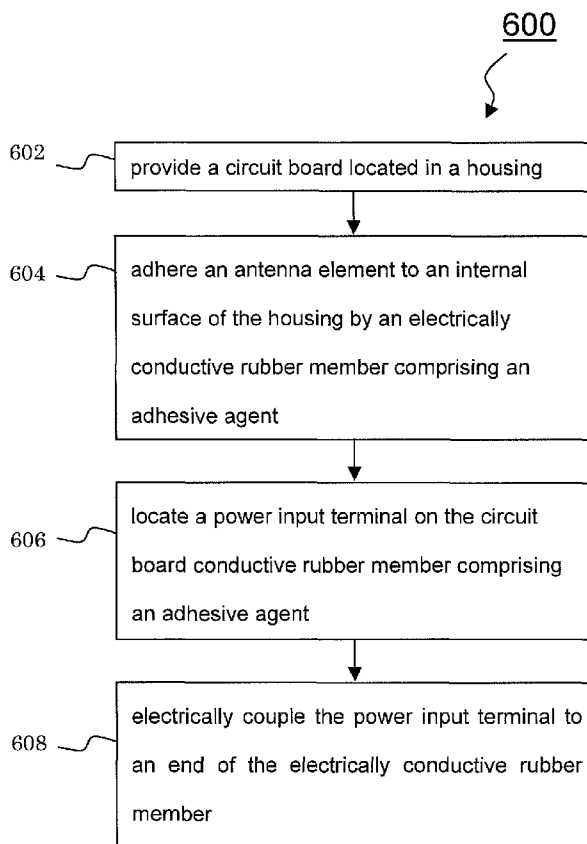 600
602
provide a circuit board located in a housing
604
adhere an antenna element to an internal
surface of the housing by an electrically
conductive rubber member comprising an
adhesive agent
606
locate a power input terminal on the circuit
board conductive rubber member comprising
an adhesive agent
608
electrically couple the power input terminal to
an end of the electrically conductive rubber
member